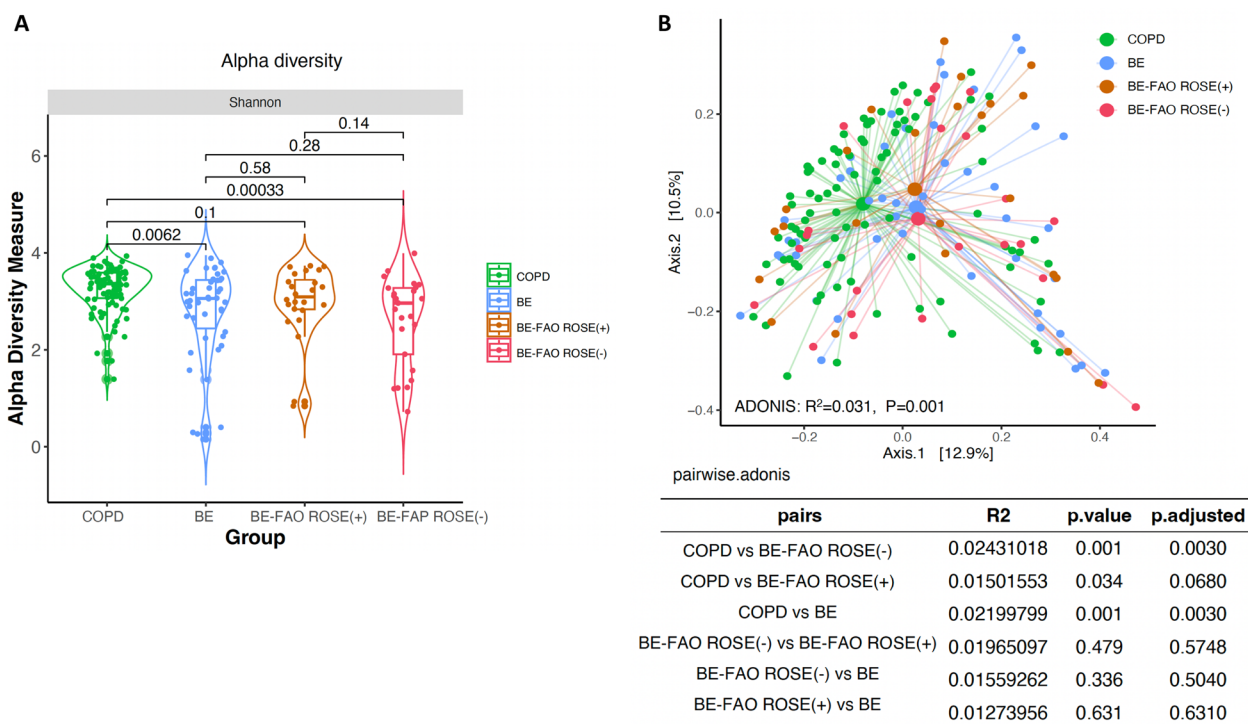 A
Alpha diversity
Shannon
0.14
0.28
0.58
0.00033
0.1
0.0062
6
4
2
0
Alpha Diversity Measure
COPD
BE
BE-FAO ROSE(+)
BE-FAP ROSE(-)
Group
COPD
BE
BE-FAO ROSE(+)
BE-FAO ROSE(-)
B
COPD
BE
BE-FAO ROSE(+)
BE-FAO ROSE(-)
0.2
0.0
−0.2
−0.4
Axis.2 [10.5%]
ADONIS: R²=0.031, P=0.001
−0.2
0.0
0.2
0.4
Axis.1 [12.9%]
pairwise.adonis
pairs R2 p.value p.adjusted
COPD vs BE-FAO ROSE(-) 0.02431018 0.001 0.0030
COPD vs BE-FAO ROSE(+) 0.01501553 0.034 0.0680
COPD vs BE 0.02199799 0.001 0.0030
BE-FAO ROSE(-) vs BE-FAO ROSE(+) 0.01965097 0.479 0.5748
BE-FAO ROSE(-) vs BE 0.01559262 0.336 0.5040
BE-FAO ROSE(+) vs BE 0.01273956 0.631 0.6310